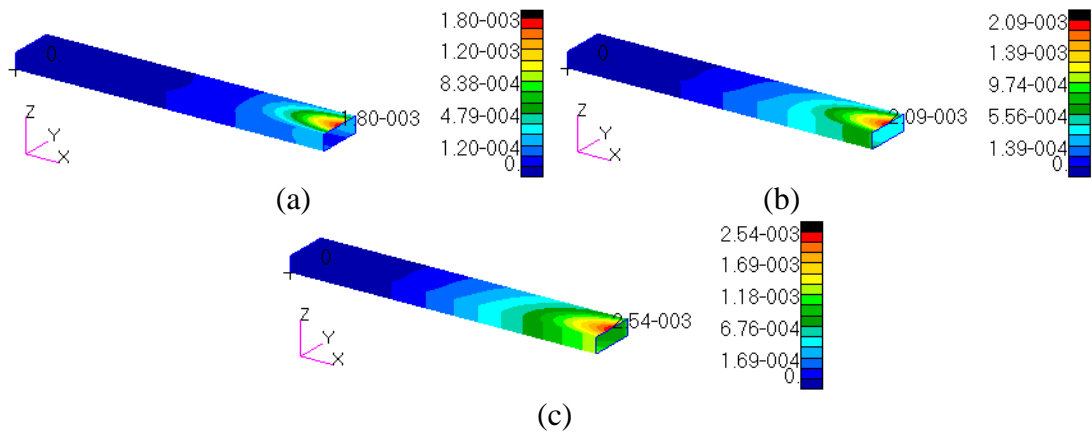 1.80-003
1.20-003
8.38-004
4.79-004
1.20-004
0.
0.
1.80-003
Z
Y
X
(a)
2.09-003
1.39-003
9.74-004
5.56-004
1.39-004
0.
0
2.09-003
Z
Y
X
(b)
2.54-003
1.69-003
1.18-003
6.76-004
1.69-004
0.
0
2.54-003
Z
Y
X
(c)